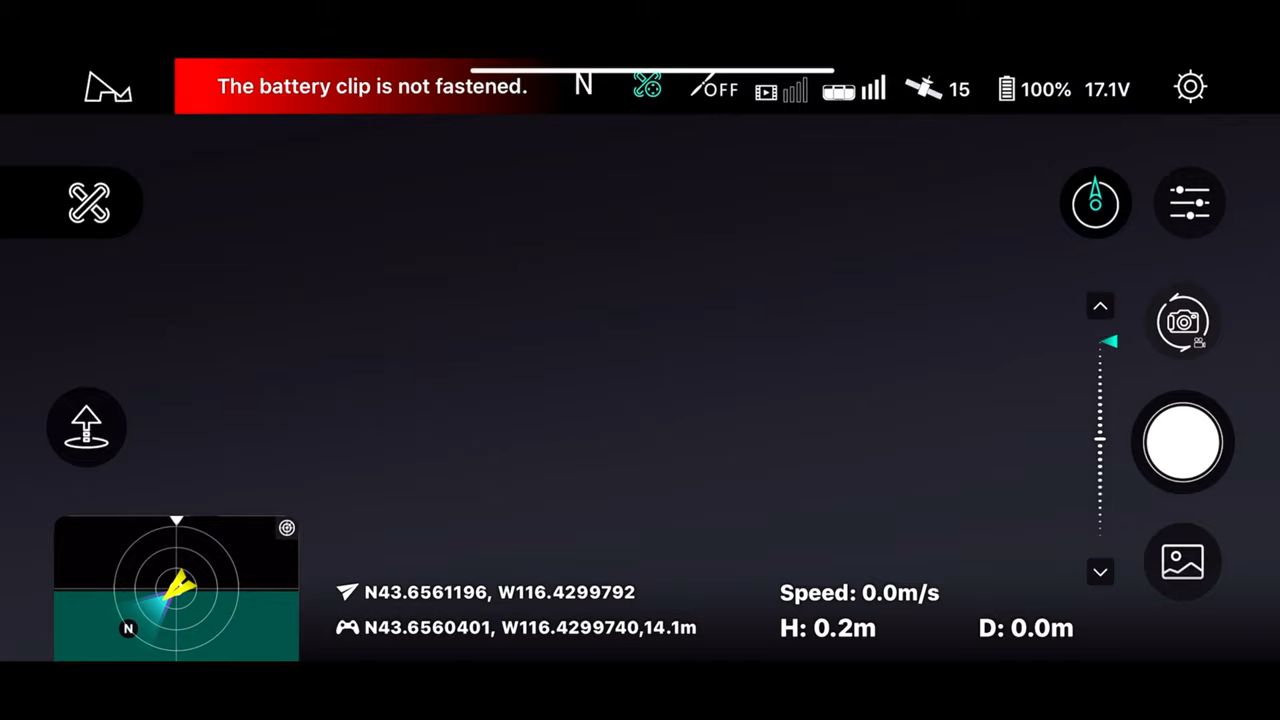 The battery clip is not fastened.
N
OFF
15
100% 17.1V
N
N43.6561196, W116.4299792
N43.6560401, W116.4299740,14.1m
Speed: 0.0m/s
H: 0.2m
D: 0.0m